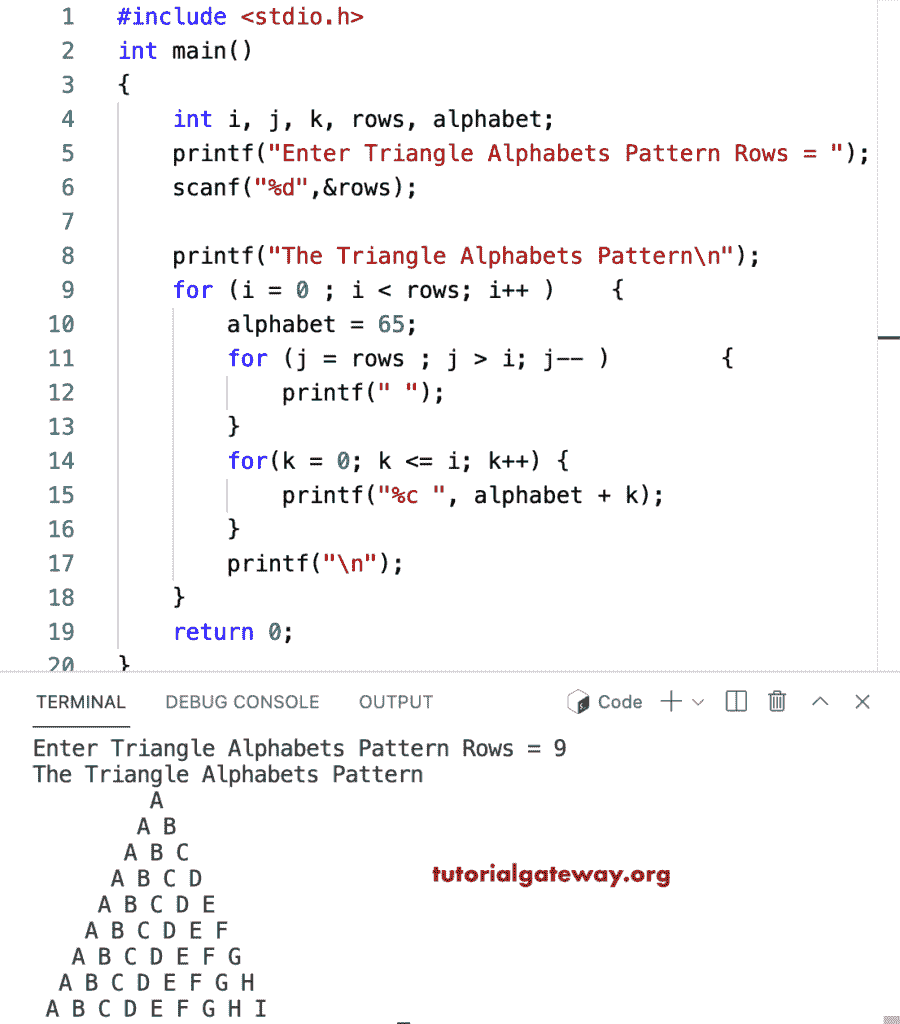 1 #include <stdio.h>
2 int main()
3 {
4     int i, j, k, rows, alphabet;
5     printf("Enter Triangle Alphabets Pattern Rows = ");
6     scanf("%d",&rows);
7
8     printf("The Triangle Alphabets Pattern\n");
9     for (i = 0 ; i < rows; i++ )    {
10         alphabet = 65;
11         for (j = rows ; j > i; j-- )        {
12             printf(" ");
13         }
14         for(k = 0; k <= i; k++) {
15             printf("%c ", alphabet + k);
16         }
17         printf("\n");
18     }
19     return 0;
20 }
TERMINAL DEBUG CONSOLE OUTPUT Code
Enter Triangle Alphabets Pattern Rows = 9
The Triangle Alphabets Pattern
         A
        A B
       A B C
      A B C D
     A B C D E
    A B C D E F
   A B C D E F G
  A B C D E F G H
 A B C D E F G H I
tutorialgateway.org